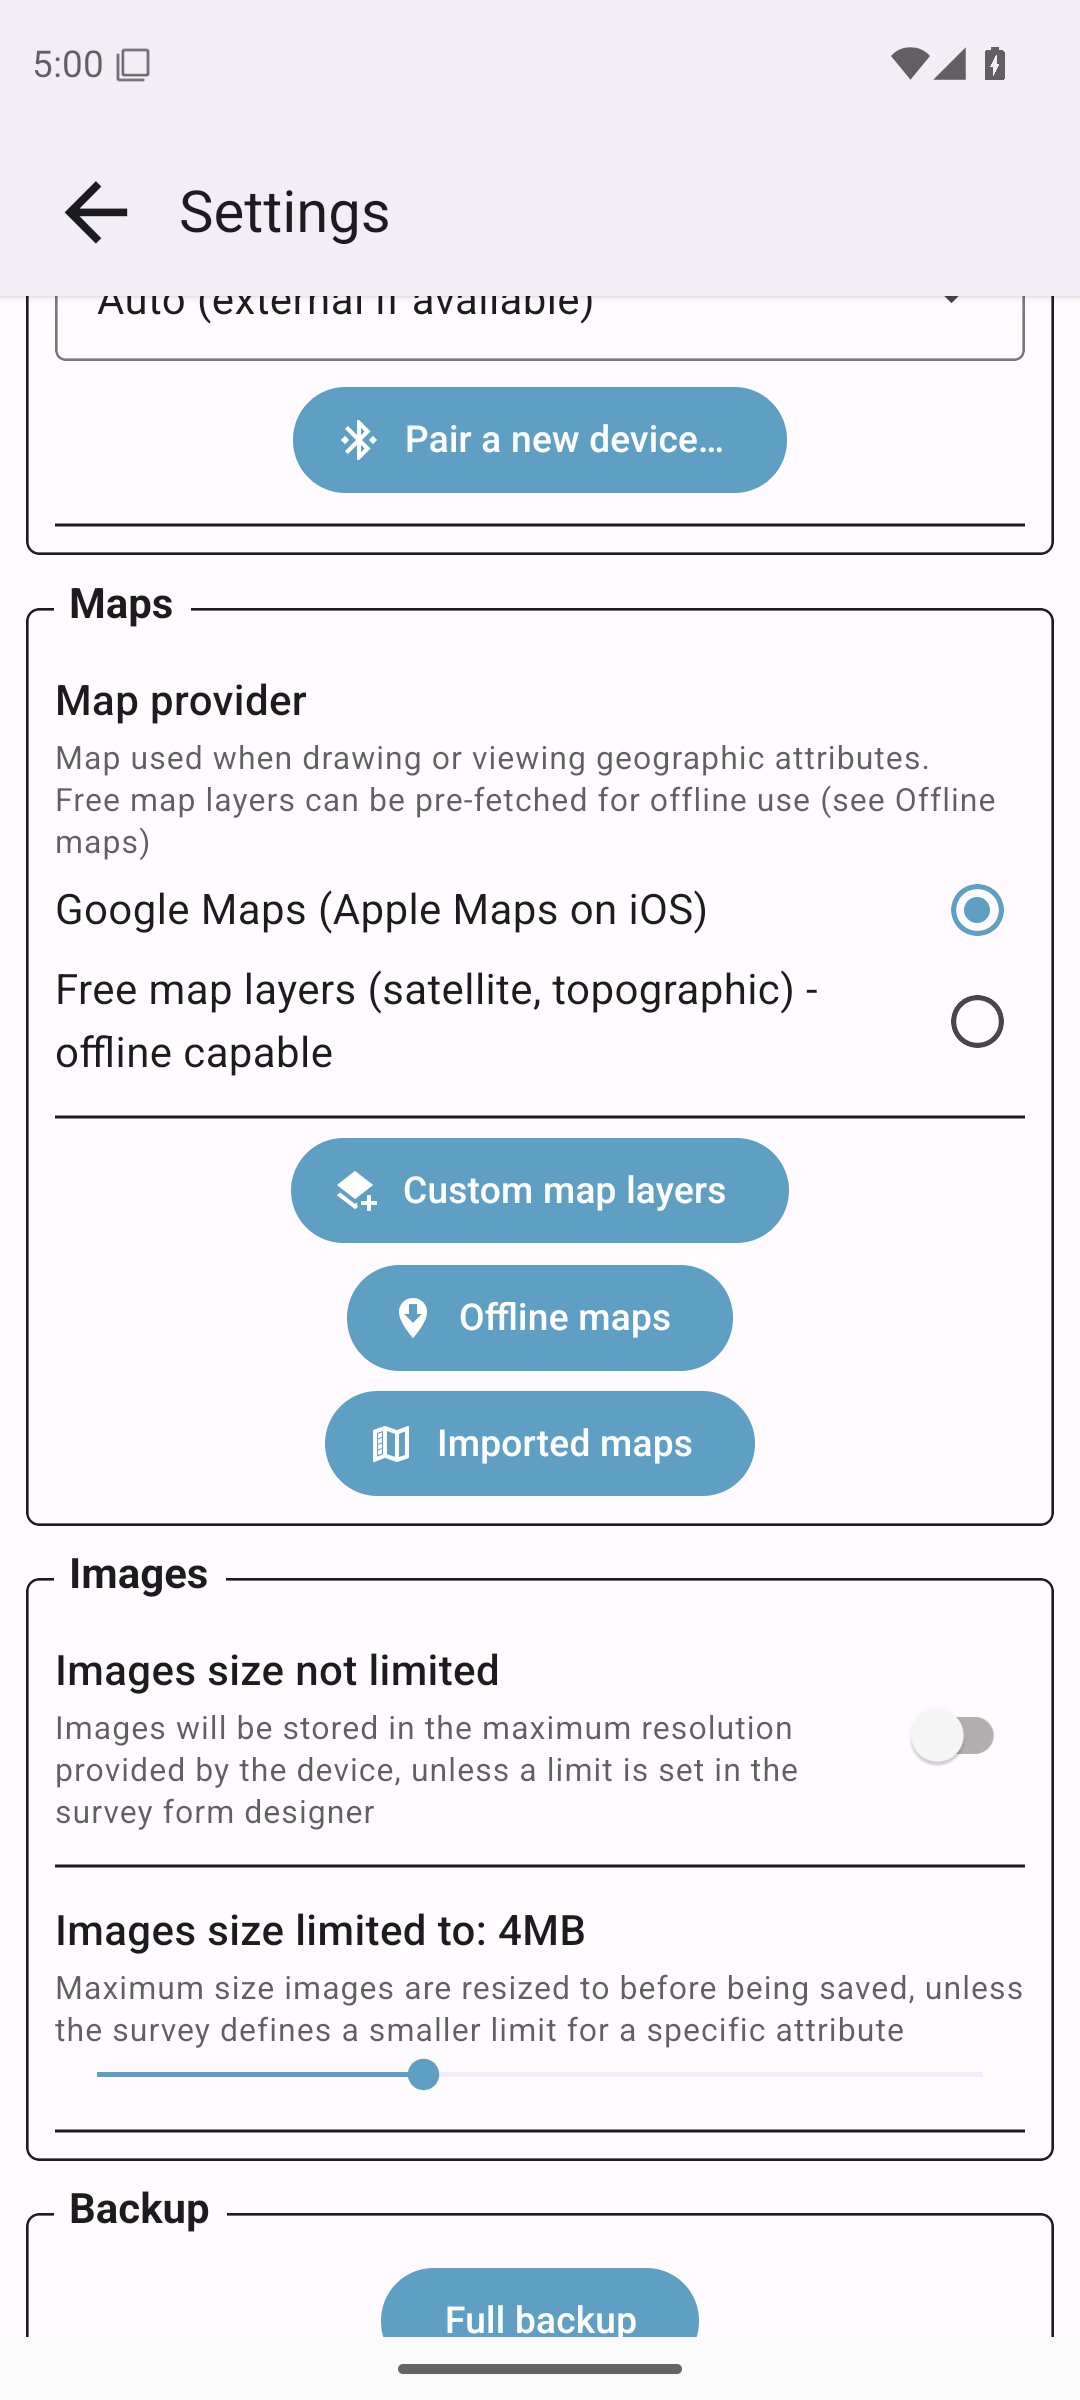 5:00
Settings
Auto (external if available)
Pair a new device...
Maps
Map provider
Map used when drawing or viewing geographic attributes.
Free map layers can be pre-fetched for offline use (see Offline
maps)
Google Maps (Apple Maps on iOS)
Free map layers (satellite, topographic) -
offline capable
Custom map layers
Offline maps
Imported maps
Images
Images size not limited
Images will be stored in the maximum resolution
provided by the device, unless a limit is set in the
survey form designer
Images size limited to: 4MB
Maximum size images are resized to before being saved, unless
the survey defines a smaller limit for a specific attribute
Backup
Full backup